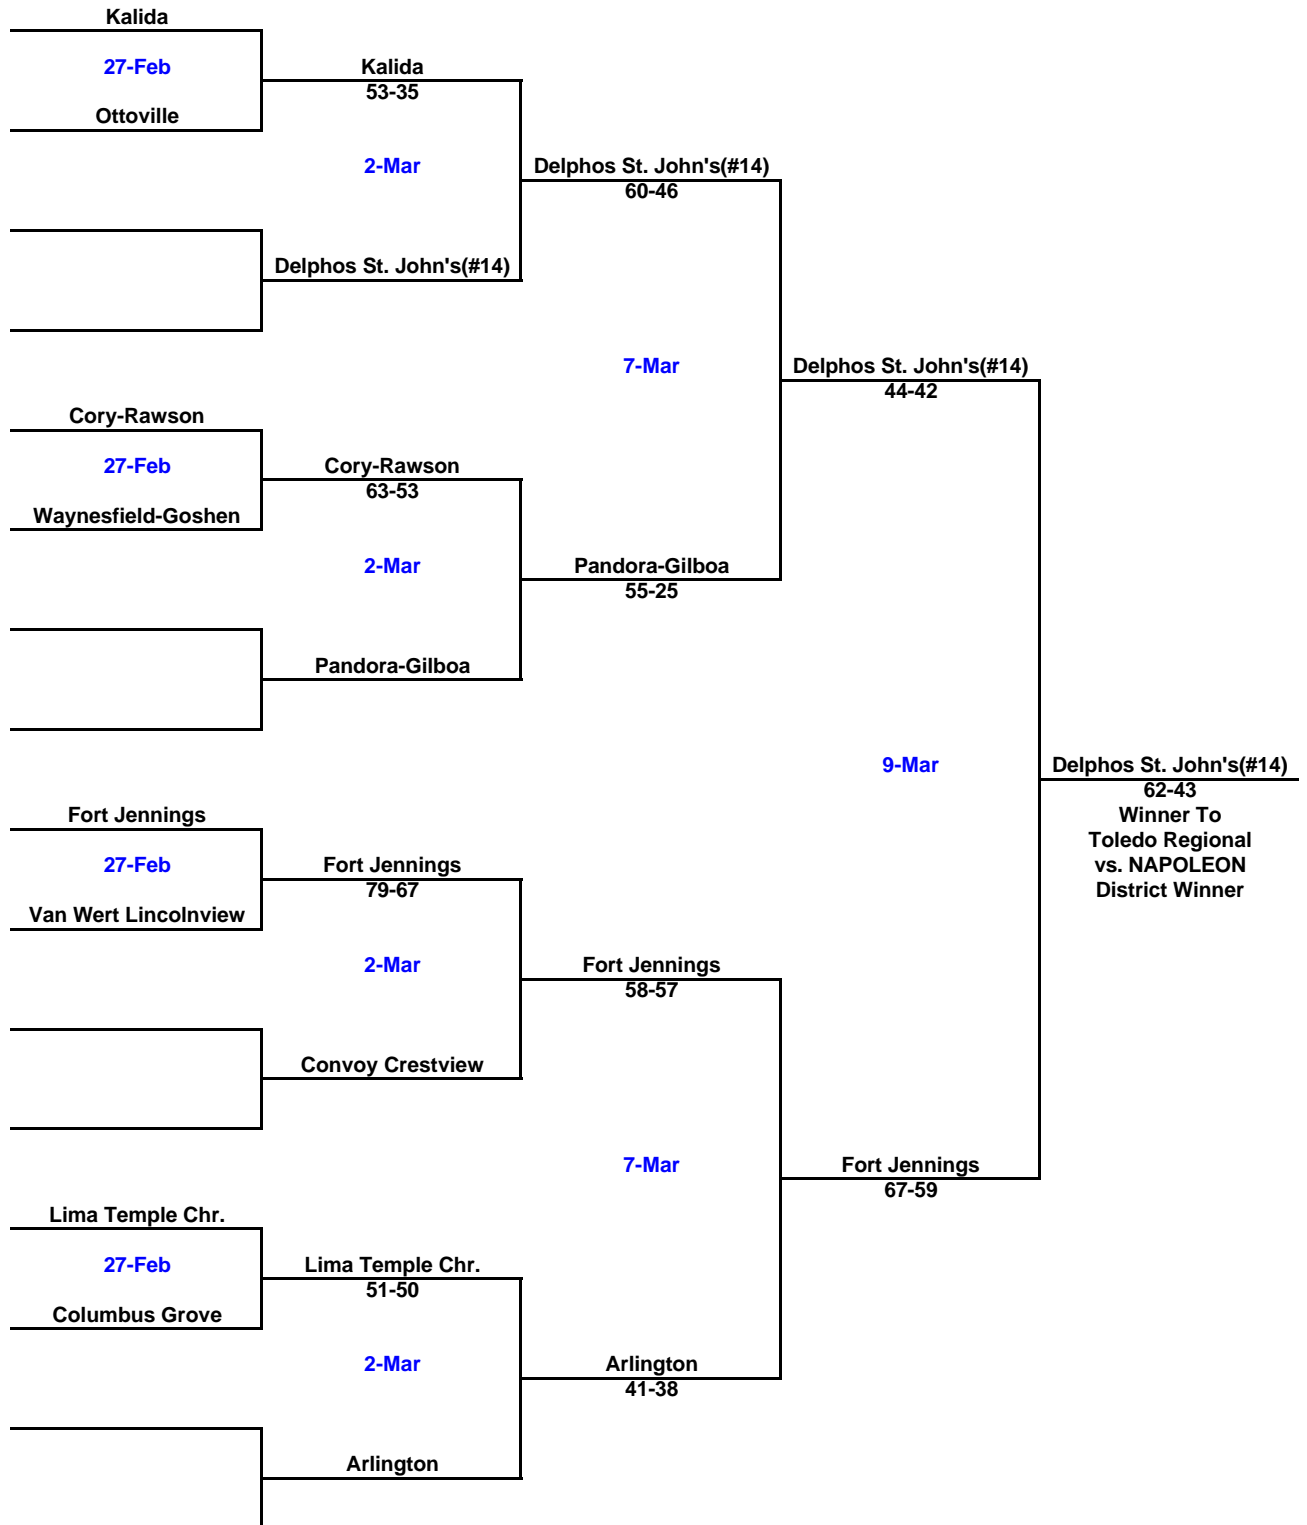 Kalida
27-Feb
Kalida
53-35
Ottoville
2-Mar
Delphos St. John's(#14)
60-46
Delphos St. John's(#14)
7-Mar
Delphos St. John's(#14)
44-42
Cory-Rawson
27-Feb
Cory-Rawson
63-53
Waynesfield-Goshen
2-Mar
Pandora-Gilboa
55-25
Pandora-Gilboa
9-Mar
Delphos St. John's(#14)
62-43
Winner To
Toledo Regional
vs. NAPOLEON
District Winner
Fort Jennings
27-Feb
Fort Jennings
79-67
Van Wert Lincolnview
2-Mar
Fort Jennings
58-57
Convoy Crestview
7-Mar
Fort Jennings
67-59
Lima Temple Chr.
27-Feb
Lima Temple Chr.
51-50
Columbus Grove
2-Mar
Arlington
41-38
Arlington